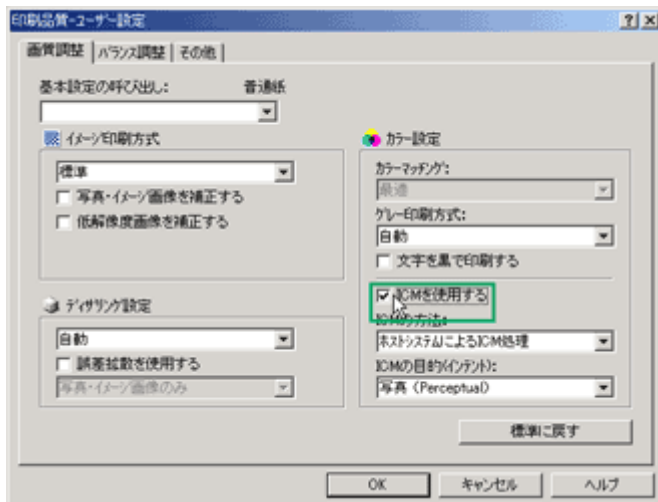 印刷品質-ユーザー設定
画質調整 バランス調整 その他
基本設定の呼び出し: 普通紙
イメージ印刷方式
標準
写真・イメージ画像を補正する
低解像度画像を補正する
ディザリング設定
自動
誤差拡散を使用する
写真・イメージ画像のみ
カラー設定
カラーマッチング:
最適
グレー印刷方式:
自動
文字を黒で印刷する
ICMを使用する
ICMの方法:
ホストシステムによるICM処理
ICMの目的(インテント):
写真 (Perceptual)
標準に戻す
OK キャンセル ヘルプ